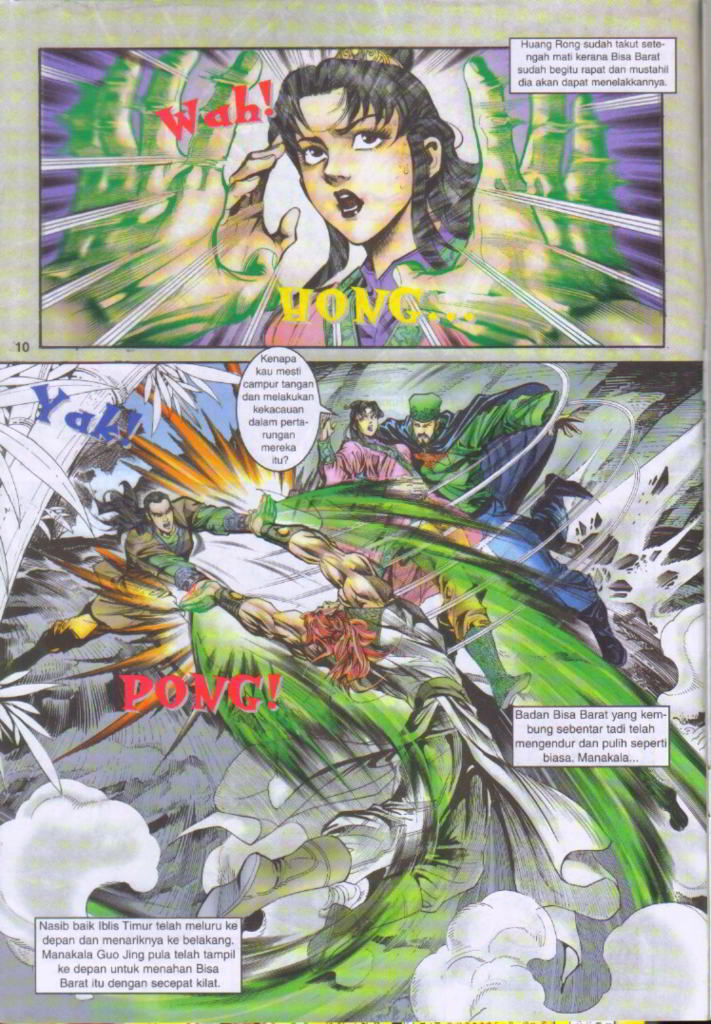 Huang Rong sudah takut sete-
ngah mati kerana Bisa Barat
sudah begitu rapat dan mustahil
dia akan dapat menelakkannya.
Wah!
YONG...
10
Kenapa
kau mesti
campur tangan
dan melakukan
kekacauan
dalam perta-
rungan
mereka
itu?
Yak!
PONG!
Badan Bisa Barat yang kem-
bung sebentar tadi telah
mengendur dan pulih seperti
biasa. Manakala...
Nasib baik Iblis Timur telah meluru ke
depan dan menariknya ke belakang.
Manakala Guo Jing pula telah tampil
ke depan untuk menahan Bisa
Barat itu dengan secepat kilat.